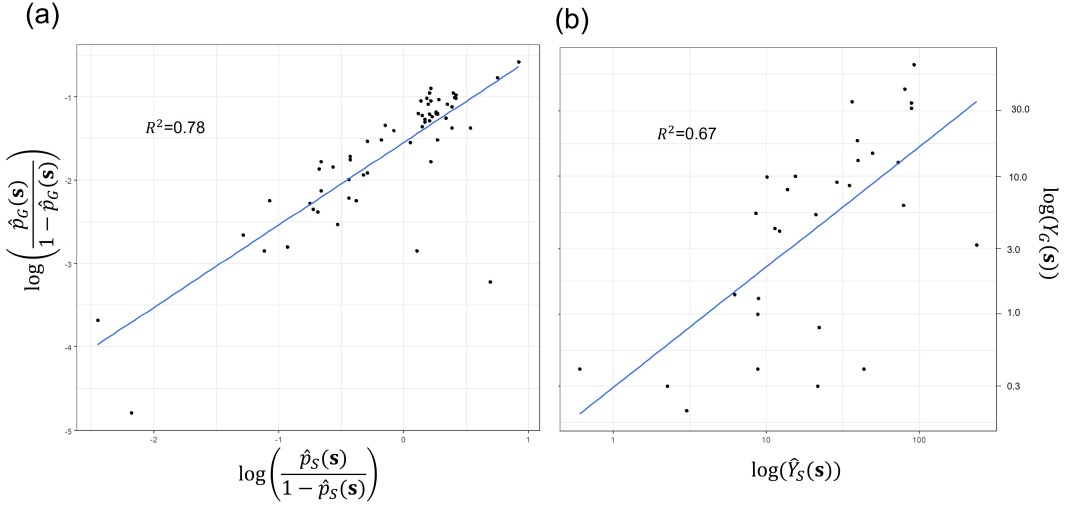 (a)
(b)
log(p̂_G(s) / 1 − p̂_G(s))
-1
-2
-3
-4
-5
R²=0.78
-2
-1
0
1
log(p̂_S(s) / 1 − p̂_S(s))
R²=0.67
30.0
10.0
3.0
1.0
0.3
log(Y_G(s))
1
10
100
log(Ŷ_S(s))